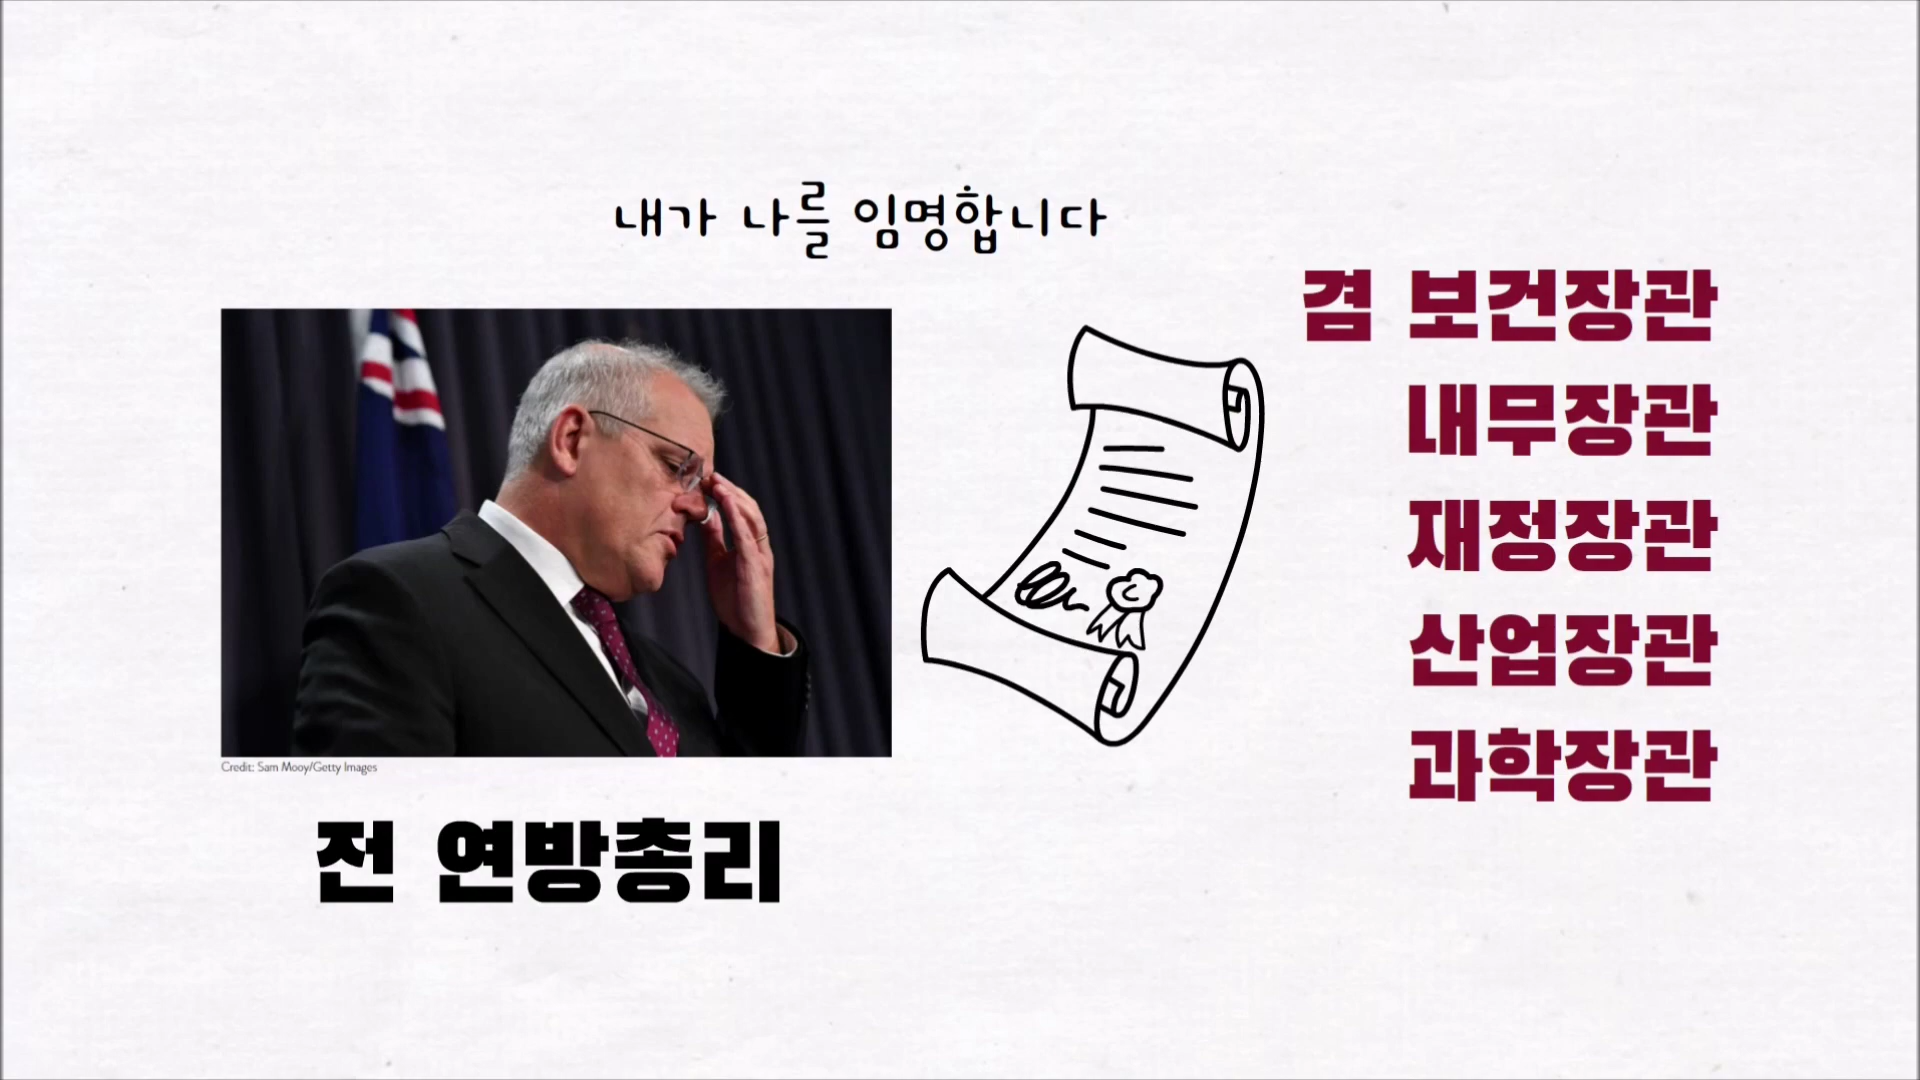 내가 나를 임명합니다
겸 보건장관
내무장관
재정장관
산업장관
과학장관
Credit: Sam Mooy/Getty Images
전 연방총리